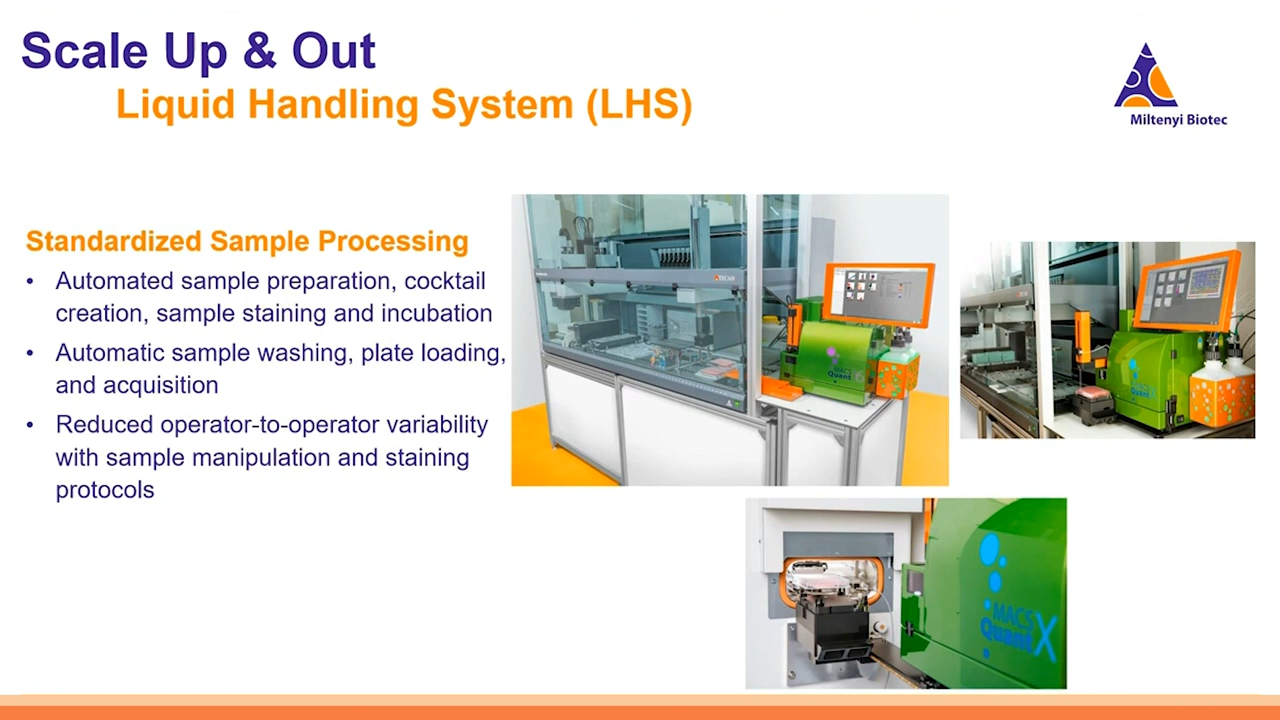 Scale Up & Out
Liquid Handling System (LHS)
Miltenyi Biotec
Standardized Sample Processing
• Automated sample preparation, cocktail
creation, sample staining and incubation
• Automatic sample washing, plate loading,
and acquisition
• Reduced operator-to-operator variability
with sample manipulation and staining
protocols
TECAN
MACS
Quant
MACS
Quant X